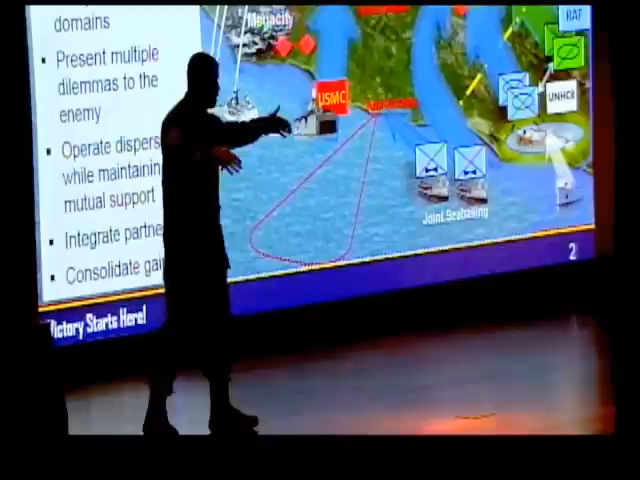 domains
Present multiple
dilemmas to the
enemy
Operate dispers
while maintainin
mutual support
Integrate partne
Consolidate gai
Victory Starts Here!
Megacity
USMC
RAF
UNHCR
Joint Seabasing
2